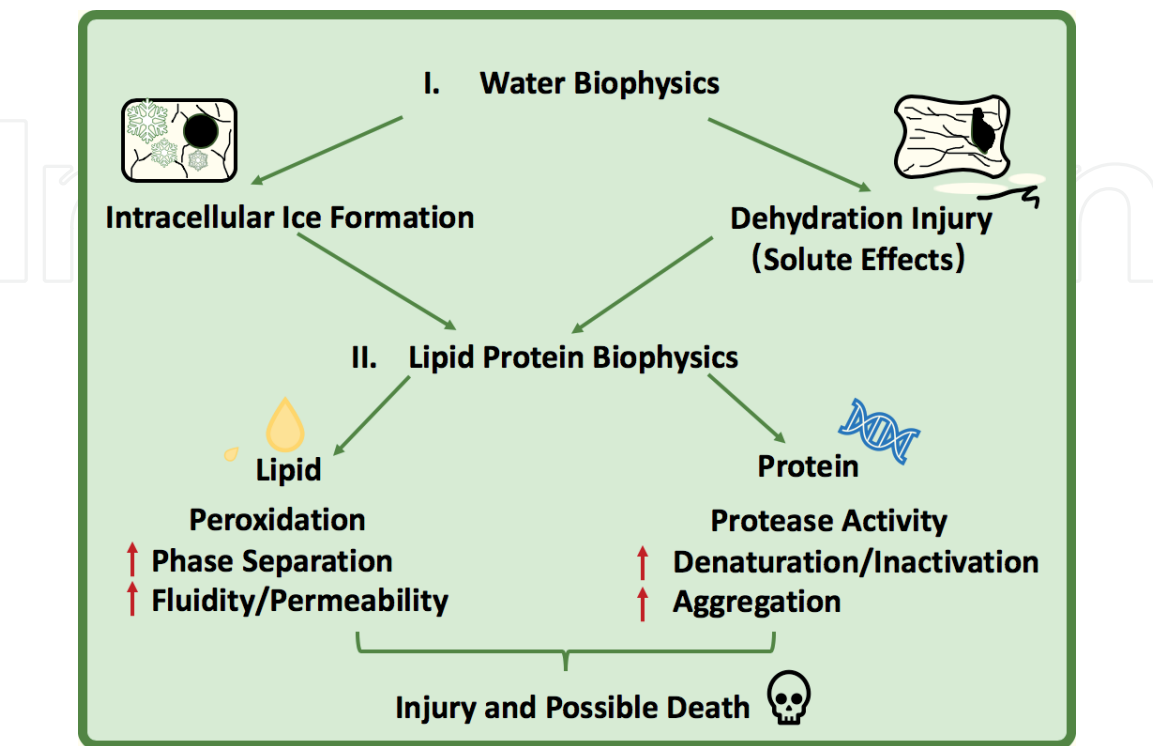 I. Water Biophysics
Intracellular Ice Formation
Dehydration Injury
(Solute Effects)
II. Lipid Protein Biophysics
Lipid
Peroxidation
Phase Separation
Fluidity/Permeability
Protein
Protease Activity
Denaturation/Inactivation
Aggregation
Injury and Possible Death